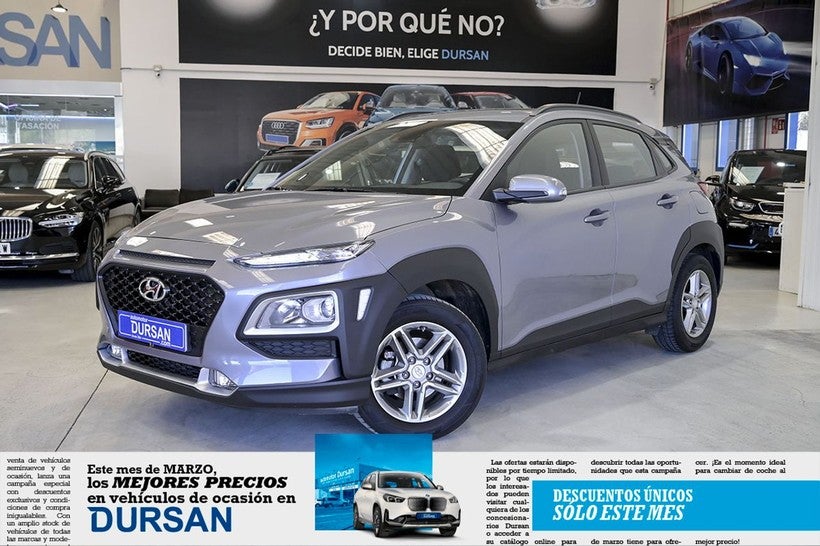 ¿Y POR QUÉ NO?
DECIDE BIEN, ELIGE DURSAN
RSAN
TASACIÓN
automotor
DURSAN
.com
venta de vehículos
seminuevos y de
ocasión, lanza una
campaña especial
con descuentos
exclusivos y condi-
ciones de compra
inigualables. Con
un amplio stock de
vehículos de todas
las marcas y mode-
Este mes de MARZO,
los MEJORES PRECIOS
en vehículos de ocasión en
DURSAN
automotor Dursan
Las ofertas estarán dispo-
nibles por tiempo limitado,
por lo que
los interesa-
dos pueden
visitar cual-
quiera de los
concesiona-
rios Dursan
o acceder a
su catálogo online para
descubrir todas las oportu-
nidades que esta campaña
de marzo tiene para ofre-
cer. ¡Es el momento ideal
para cambiar de coche al
mejor precio!
DESCUENTOS ÚNICOS
SÓLO ESTE MES